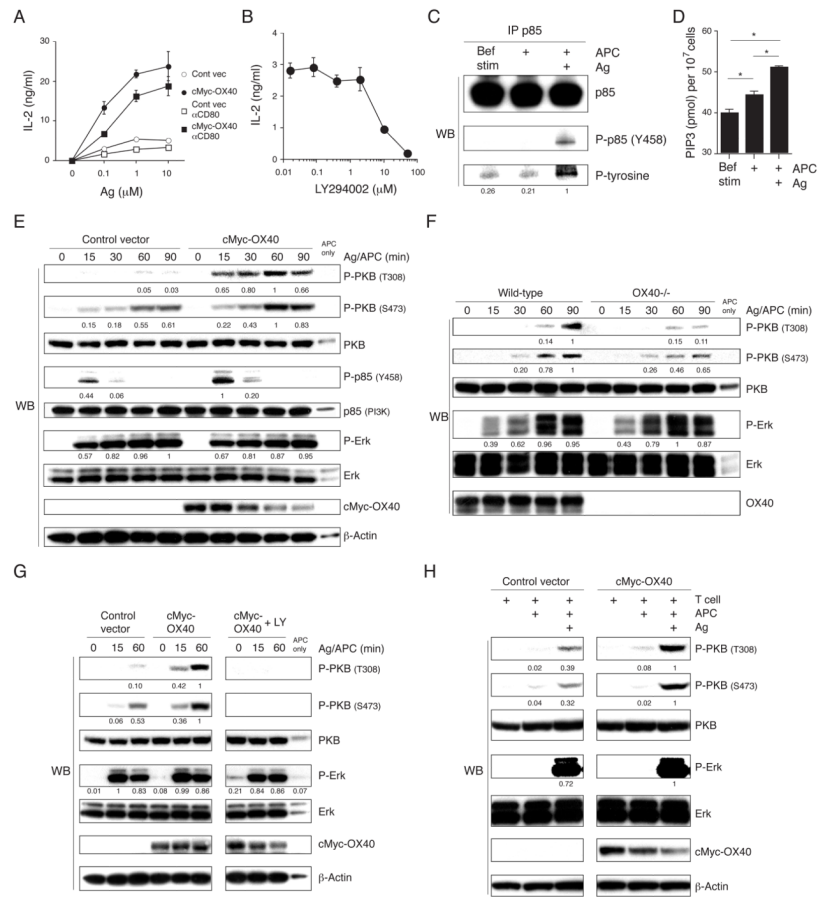 A
30
20
10
0
IL-2 (ng/ml)
0 0.1 1 10
Ag (μM)
Cont vec
cMyc-OX40
Cont vec
αCD80
cMyc-OX40
αCD80
B
4
3
2
1
0
IL-2 (ng/ml)
0.01 0.1 1 10
LY294002 (μM)
C
IP p85
Bef stim + + APC
+ Ag
WB
p85
P-p85 (Y458)
P-tyrosine
0.26 0.21 1
D
PIP3 (pmol) per 10⁷ cells
60
50
40
30
* * *
Bef stim + + APC
+ Ag
E
Control vector cMyc-OX40 APC only
0 15 30 60 90 0 15 30 60 90 Ag/APC (min)
P-PKB (T308)
0.05 0.03 0.65 0.80 1 0.66
P-PKB (S473)
0.15 0.18 0.55 0.61 0.22 0.43 1 0.83
PKB
P-p85 (Y458)
0.44 0.06 1 0.20
WB
p85 (PI3K)
P-Erk
0.57 0.82 0.96 1 0.67 0.81 0.87 0.95
Erk
cMyc-OX40
β-Actin
F
Wild-type OX40-/- APC only
0 15 30 60 90 0 15 30 60 90 Ag/APC (min)
P-PKB (T308)
0.14 1 0.15 0.11
P-PKB (S473)
0.20 0.78 1 0.26 0.46 0.65
PKB
WB
P-Erk
0.39 0.62 0.96 0.95 0.43 0.79 1 0.87
Erk
OX40
G
Control vector cMyc-OX40 cMyc-OX40 + LY APC only
0 15 60 0 15 60 0 15 60 Ag/APC (min)
P-PKB (T308)
0.10 0.42 1
P-PKB (S473)
0.06 0.53 0.36 1
PKB
WB
P-Erk
0.01 1 0.83 0.08 0.99 0.86 0.21 0.84 0.86 0.07
Erk
cMyc-OX40
β-Actin
H
Control vector cMyc-OX40
+ + + + + + T cell
+ + + + APC
+ + Ag
P-PKB (T308)
0.02 0.39 0.08 1
P-PKB (S473)
0.04 0.32 0.02 1
PKB
WB
P-Erk
0.72 1
Erk
cMyc-OX40
β-Actin